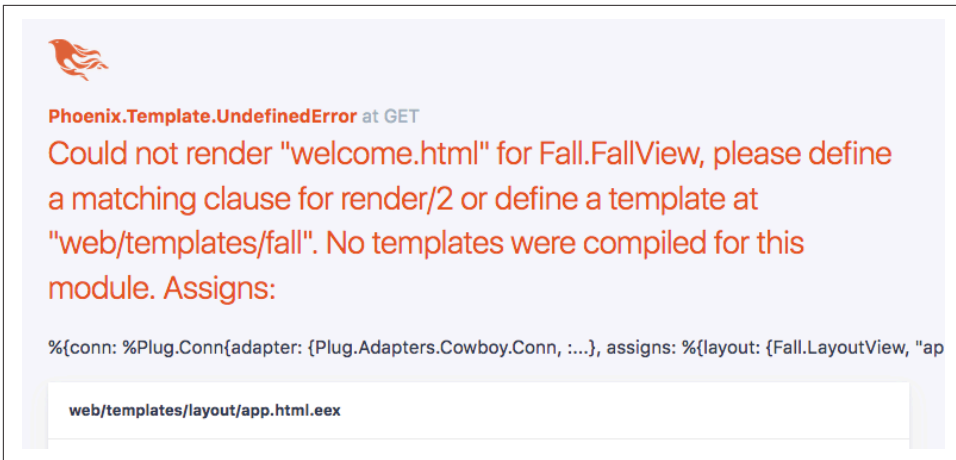 Phoenix.Template.UndefinedError at GET
Could not render "welcome.html" for Fall.FallView, please define
a matching clause for render/2 or define a template at
"web/templates/fall". No templates were compiled for this
module. Assigns:
%{conn: %Plug.Conn{adapter: {Plug.Adapters.Cowboy.Conn, :...}, assigns: %{layout: {Fall.LayoutView, "ap
web/templates/layout/app.html.eex